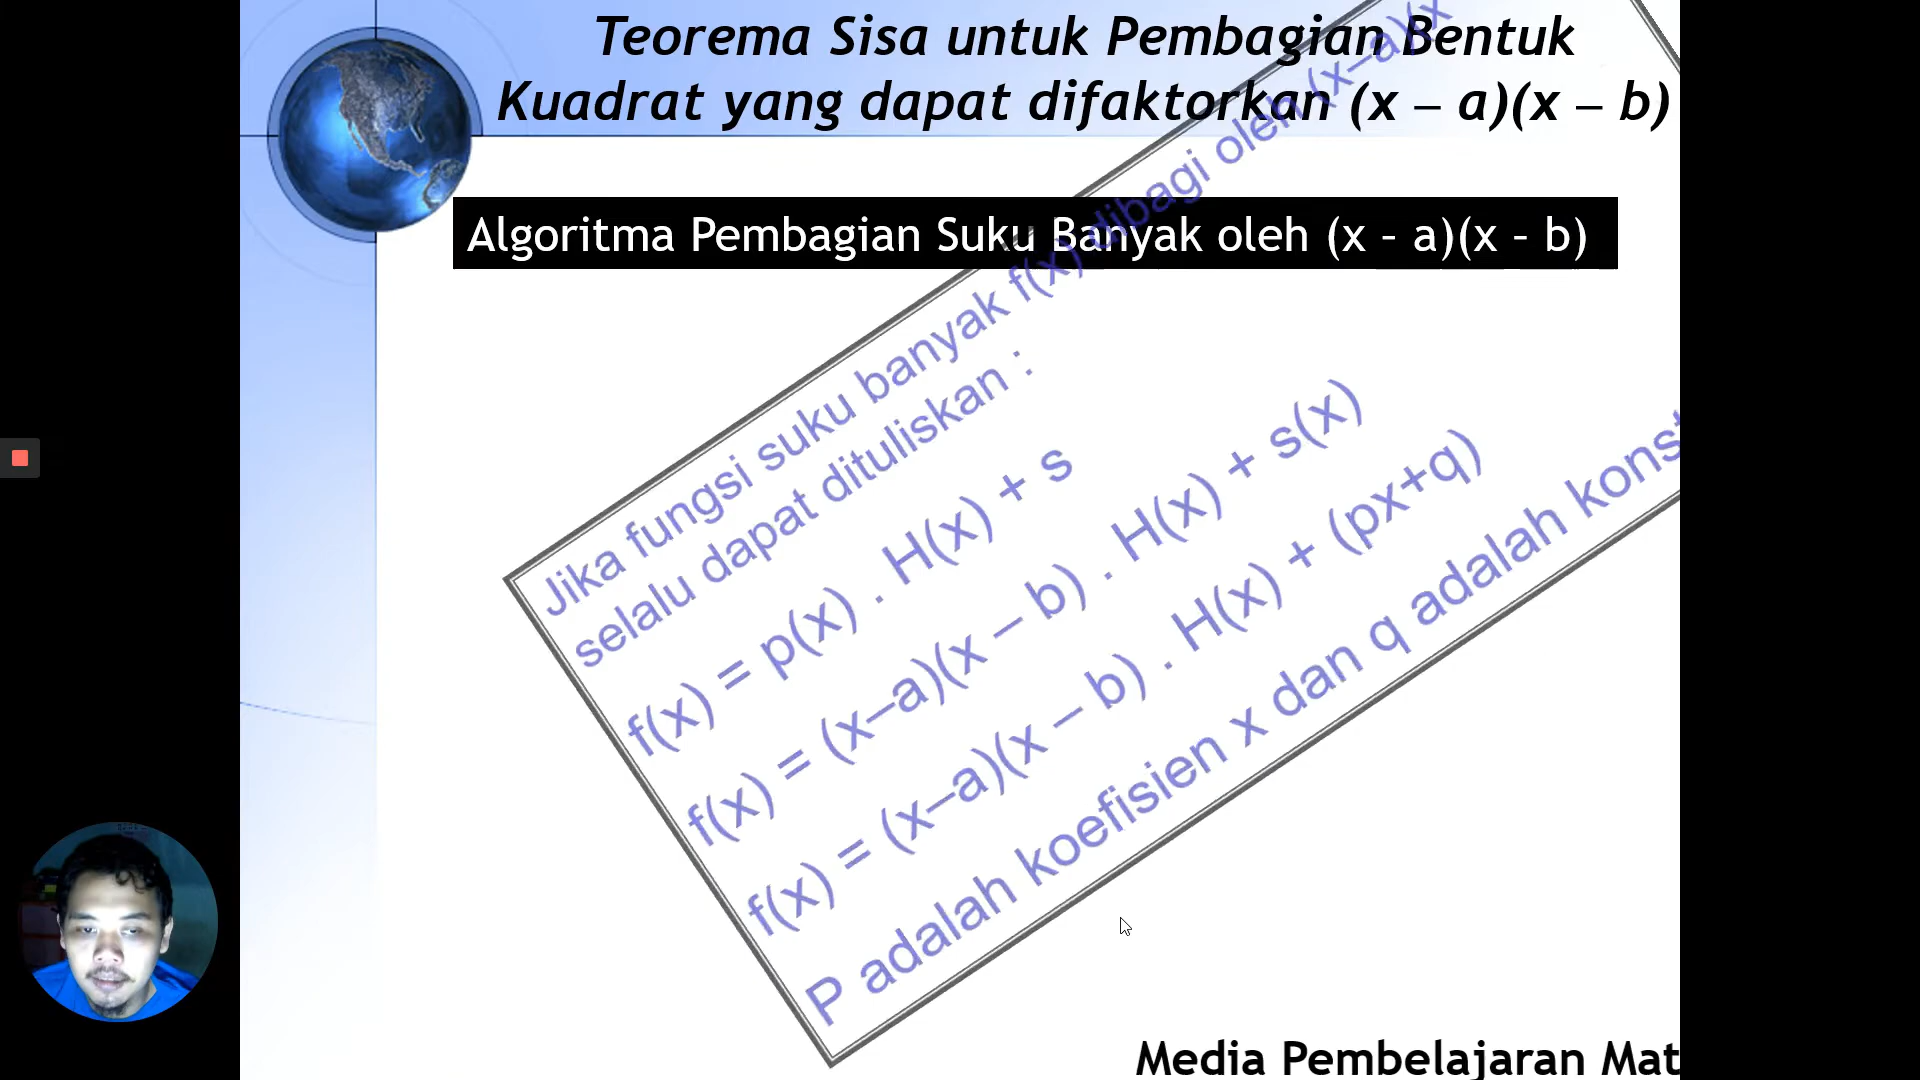 Teorema Sisa untuk Pembagian Bentuk
Kuadrat yang dapat difaktorkan (x – a)(x – b)
Algoritma Pembagian Suku Banyak oleh (x - a)(x - b)
Jika fungsi suku banyak f(x) dibagi oleh (x–a)(x
selalu dapat dituliskan :
f(x) = p(x) . H(x) + s
f(x) = (x–a)(x – b) . H(x) + s(x)
f(x) = (x–a)(x – b) . H(x) + (px+q)
P adalah koefisien x dan q adalah konst
Media Pembelajaran Mat